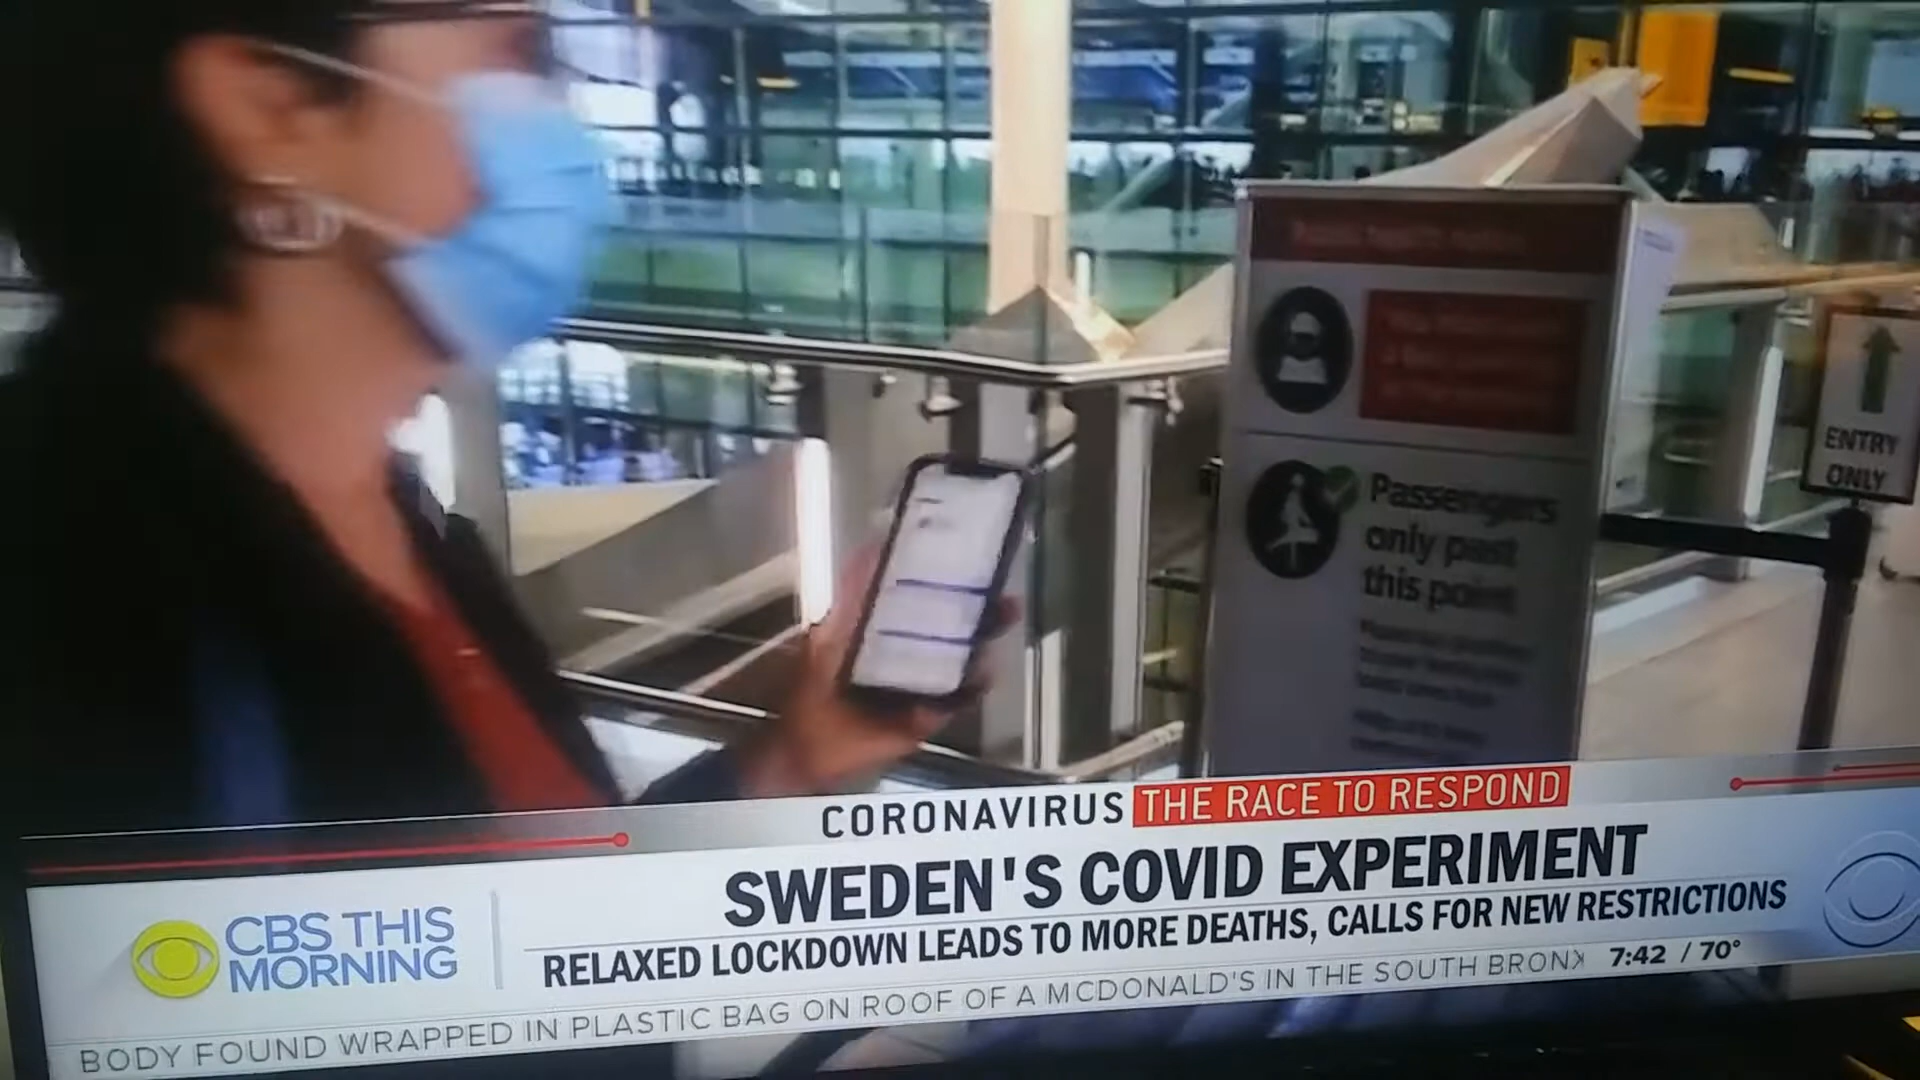 Passengers
only past
this point
ENTRY
ONLY
CORONAVIRUS THE RACE TO RESPOND
SWEDEN'S COVID EXPERIMENT
RELAXED LOCKDOWN LEADS TO MORE DEATHS, CALLS FOR NEW RESTRICTIONS
CBS THIS
MORNING
7:42 / 70°
BODY FOUND WRAPPED IN PLASTIC BAG ON ROOF OF A MCDONALD'S IN THE SOUTH BRONX